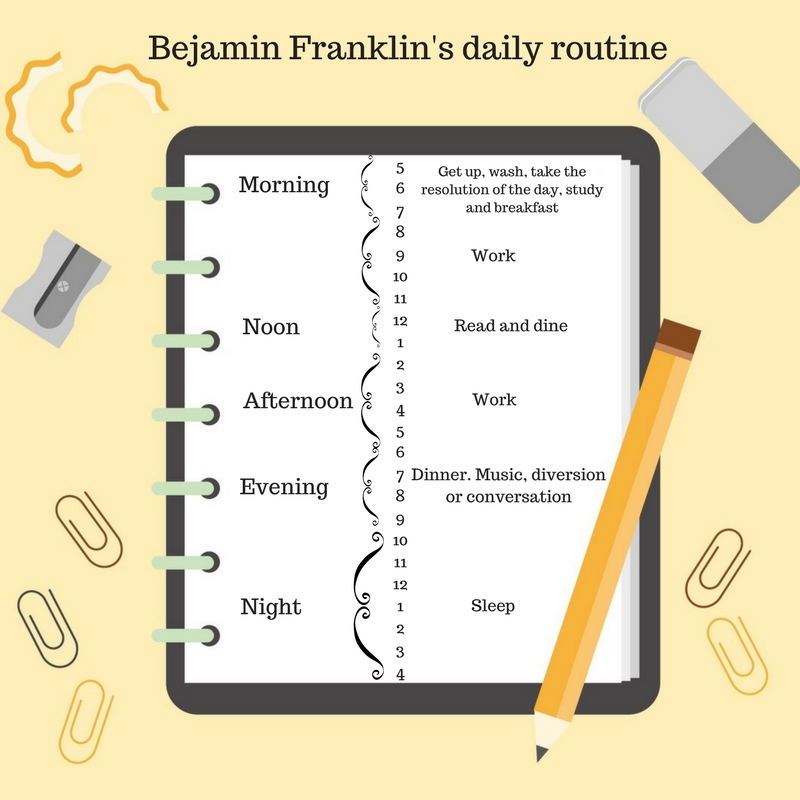 Bejamin Franklin's daily routine
Morning
5
6
7
Get up, wash, take the
resolution of the day, study
and breakfast
8
9
10
11
Work
Noon
12
1
Read and dine
Afternoon
2
3
4
5
Work
Evening
6
7
8
9
Dinner. Music, diversion
or conversation
Night
10
11
12
1
2
3
4
Sleep